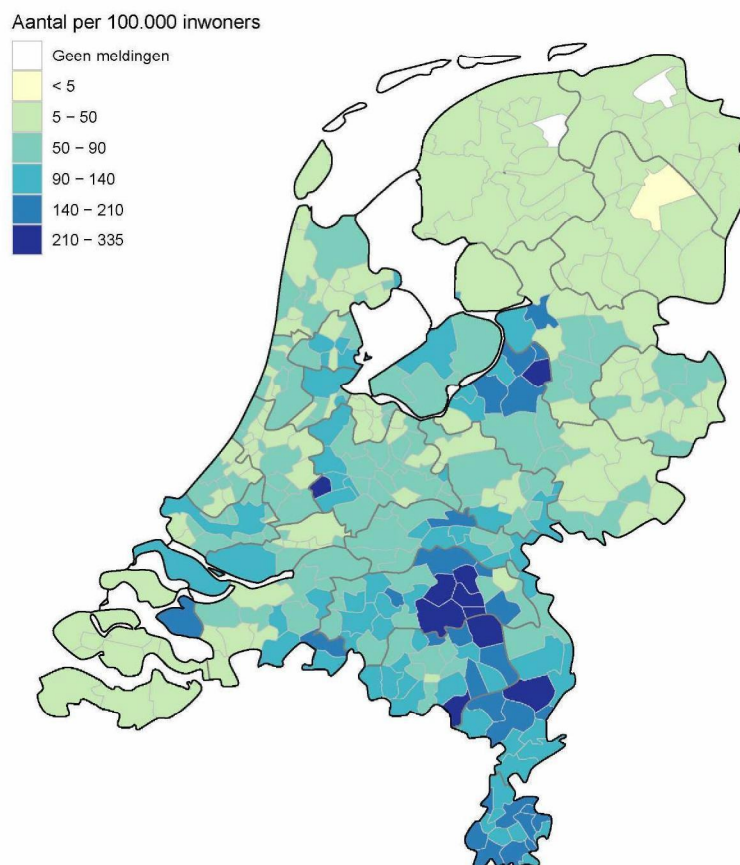 Aantal per 100.000 inwoners
Geen meldingen
< 5
5 – 50
50 – 90
90 – 140
140 – 210
210 – 335